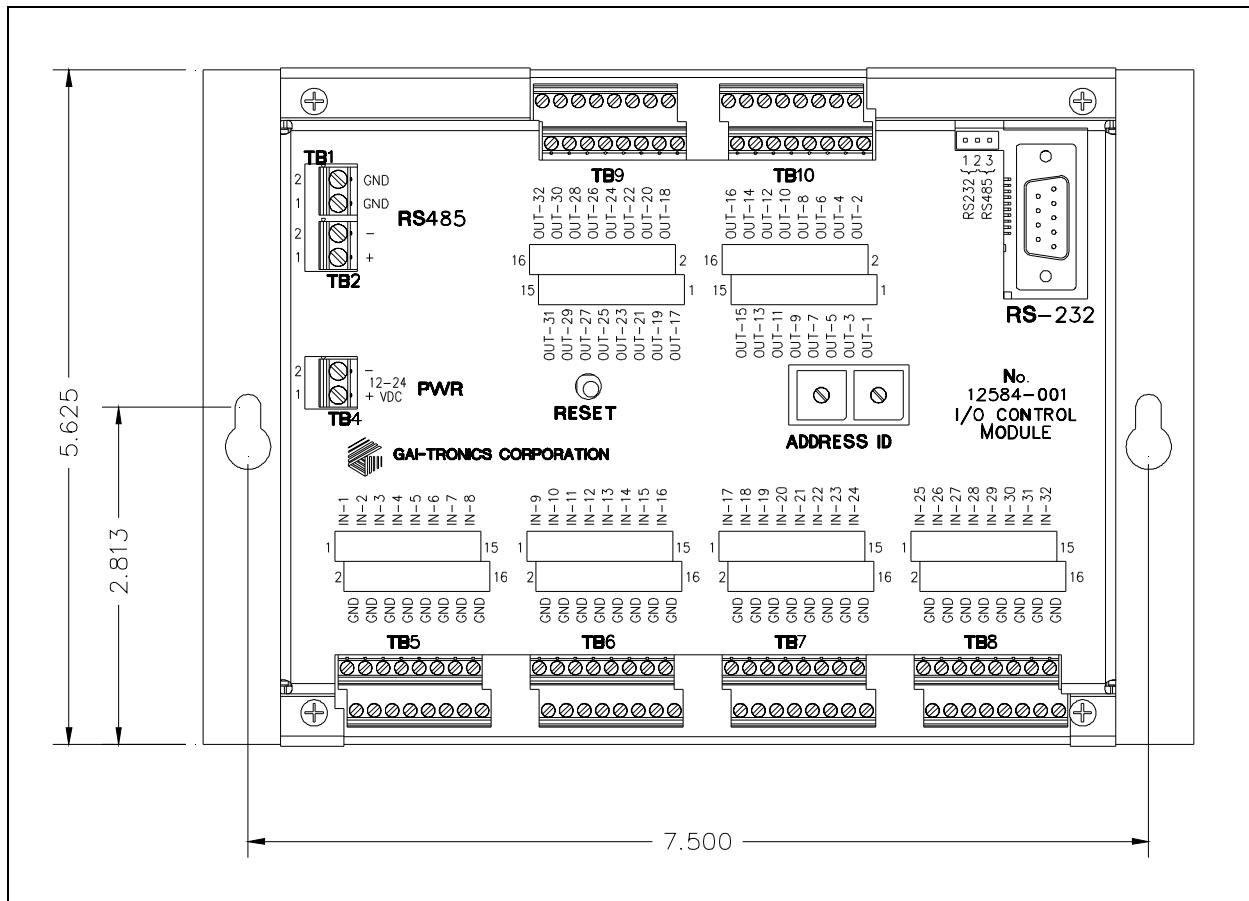 TB1
2 GND
1 GND
RS485
2 −
1 +
TB2
TB9
OUT-32 OUT-30 OUT-28 OUT-26 OUT-24 OUT-22 OUT-20 OUT-18
16 2
15 1
OUT-31 OUT-29 OUT-27 OUT-25 OUT-23 OUT-21 OUT-19 OUT-17
TB10
OUT-16 OUT-14 OUT-12 OUT-10 OUT-8 OUT-6 OUT-4 OUT-2
16 2
15 1
OUT-15 OUT-13 OUT-11 OUT-9 OUT-7 OUT-5 OUT-3 OUT-1
1 2 3
RS232
RS485
RS-232
2 −
12-24
1 + VDC
PWR
TB4
RESET
ADDRESS ID
No.
12584-001
I/O CONTROL
MODULE
GAI-TRONICS CORPORATION
5.625
2.813
IN-1 IN-2 IN-3 IN-4 IN-5 IN-6 IN-7 IN-8
1 15
2 16
GND GND GND GND GND GND GND GND
TB5
IN-9 IN-10 IN-11 IN-12 IN-13 IN-14 IN-15 IN-16
1 15
2 16
GND GND GND GND GND GND GND GND
TB6
IN-17 IN-18 IN-19 IN-20 IN-21 IN-22 IN-23 IN-24
1 15
2 16
GND GND GND GND GND GND GND GND
TB7
IN-25 IN-26 IN-27 IN-28 IN-29 IN-30 IN-31 IN-32
1 15
2 16
GND GND GND GND GND GND GND GND
TB8
7.500